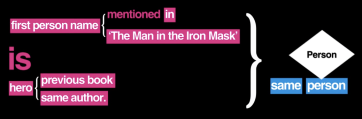 first person name
mentioned in
'The Man in the Iron Mask'
is
hero
previous book
same author.
Person
same person